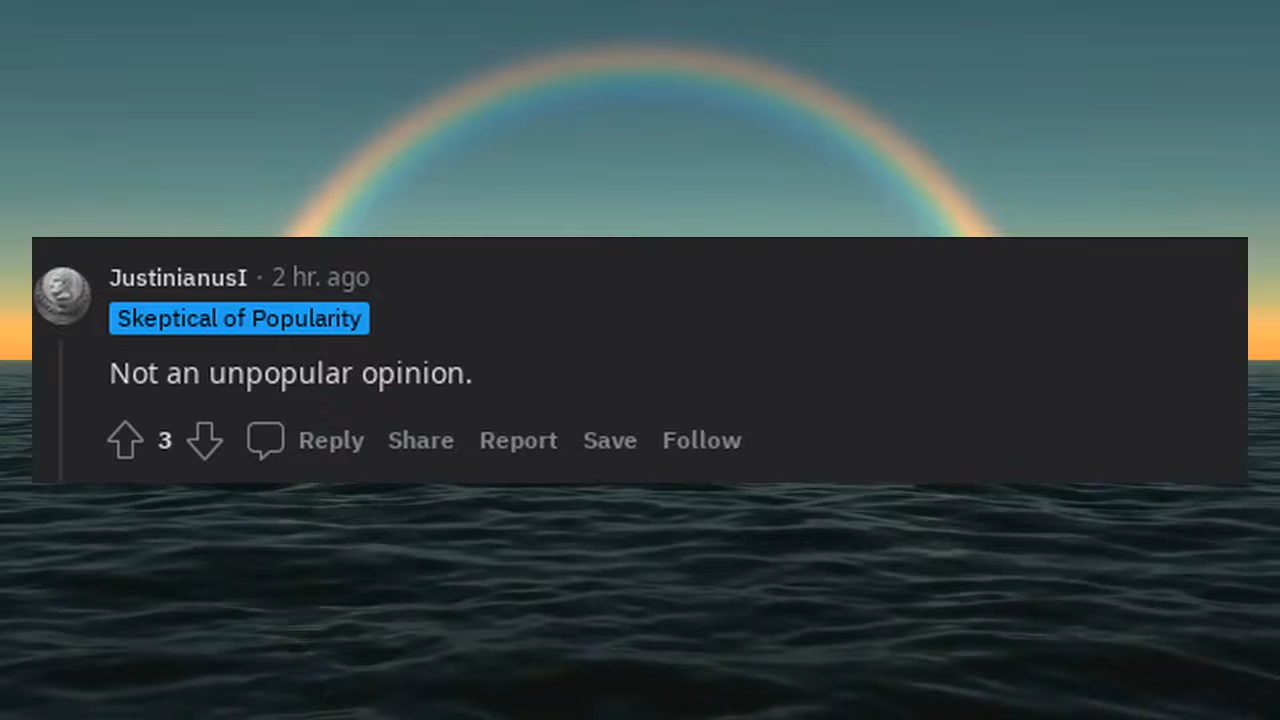 JustinianusI · 2 hr. ago
Skeptical of Popularity
Not an unpopular opinion.
3 Reply Share Report Save Follow